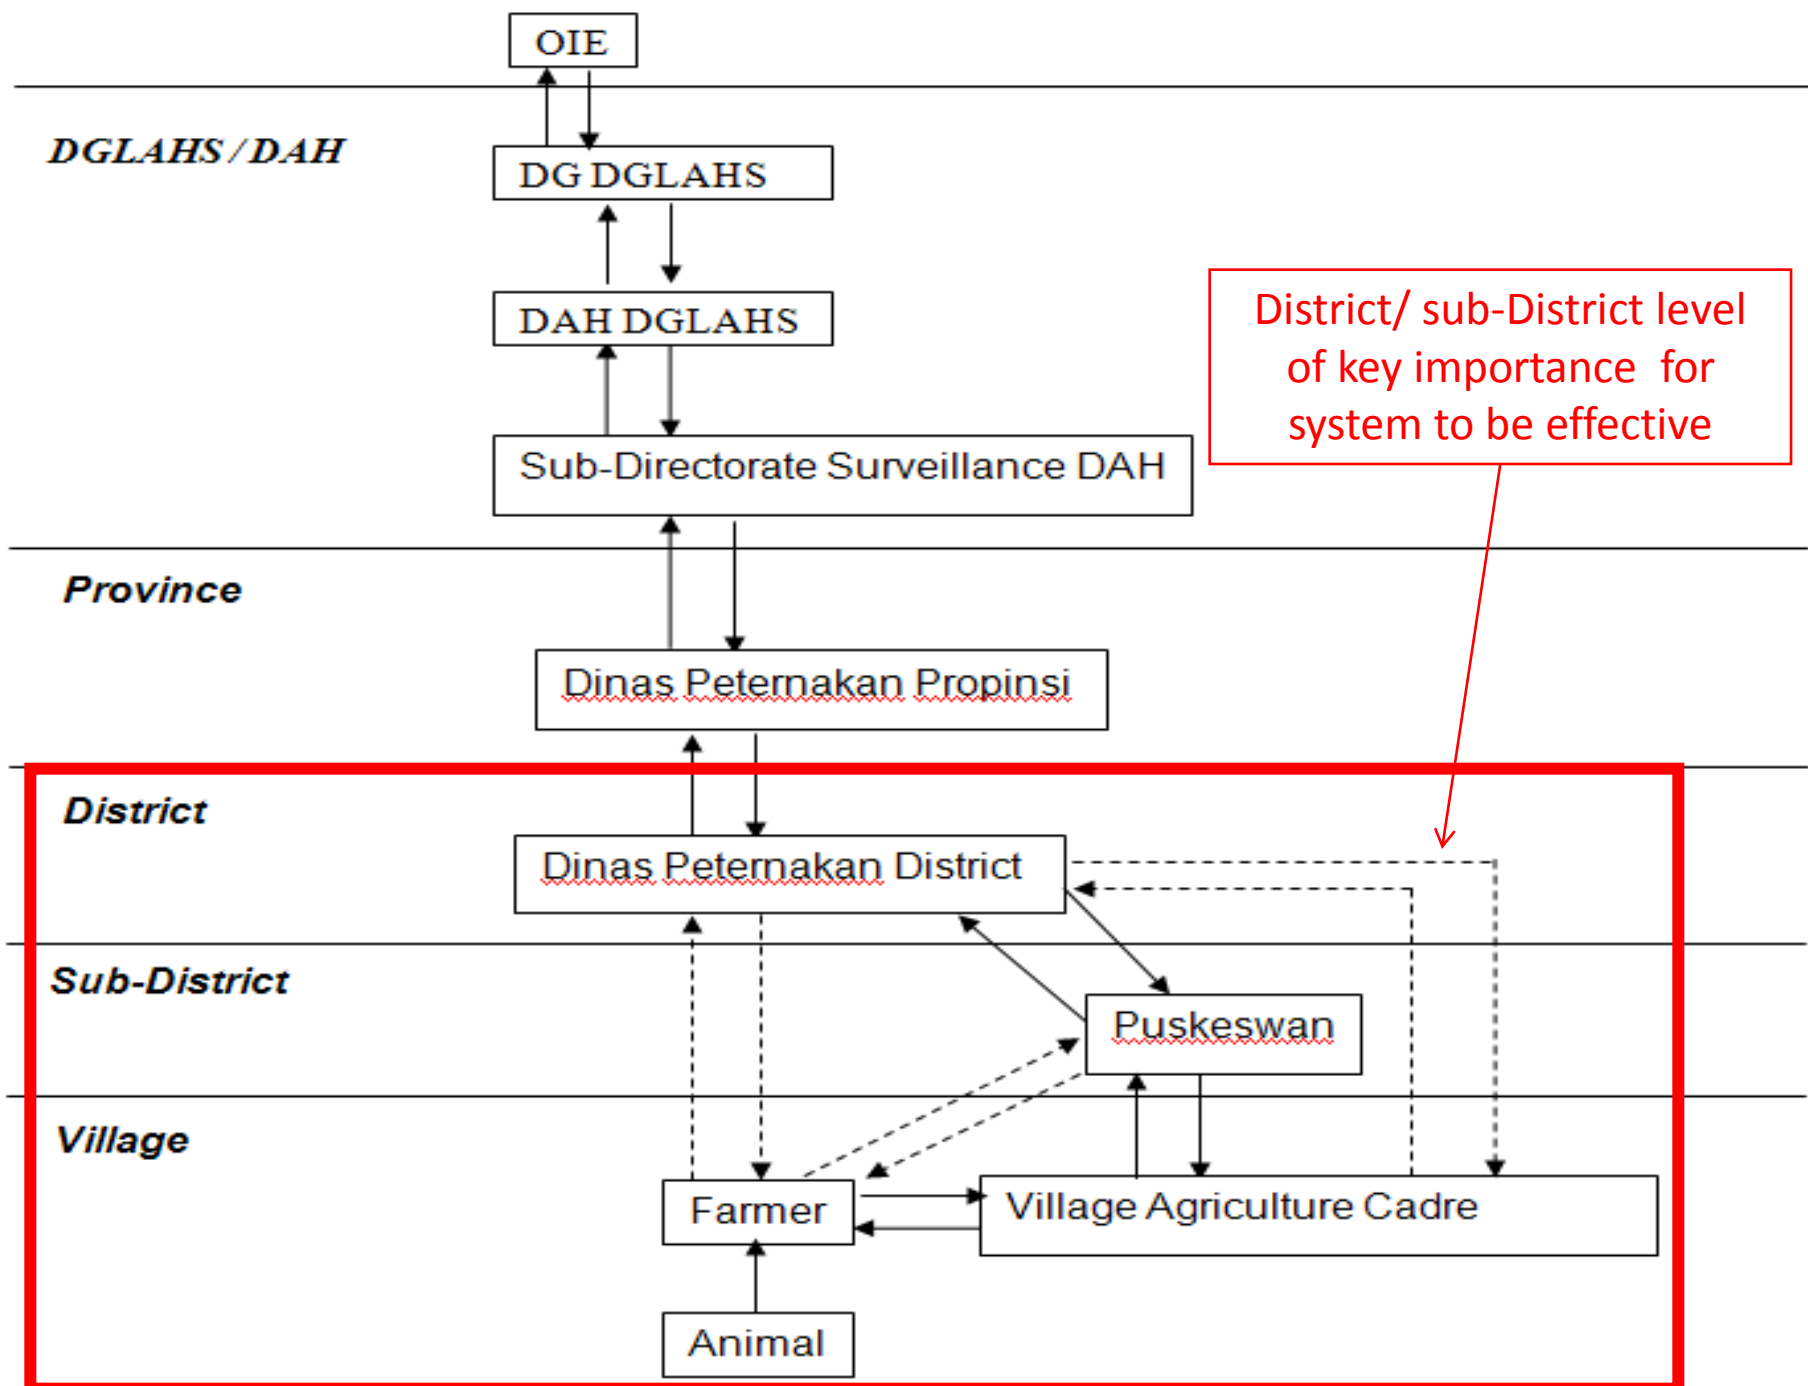 OIE
DGLAHS / DAH
DG DGLAHS
DAH DGLAHS
District/ sub-District level
of key importance for
system to be effective
Sub-Directorate Surveillance DAH
Province
Dinas Peternakan Propinsi
District
Dinas Peternakan District
Sub-District
Puskeswan
Village
Farmer
Village Agriculture Cadre
Animal